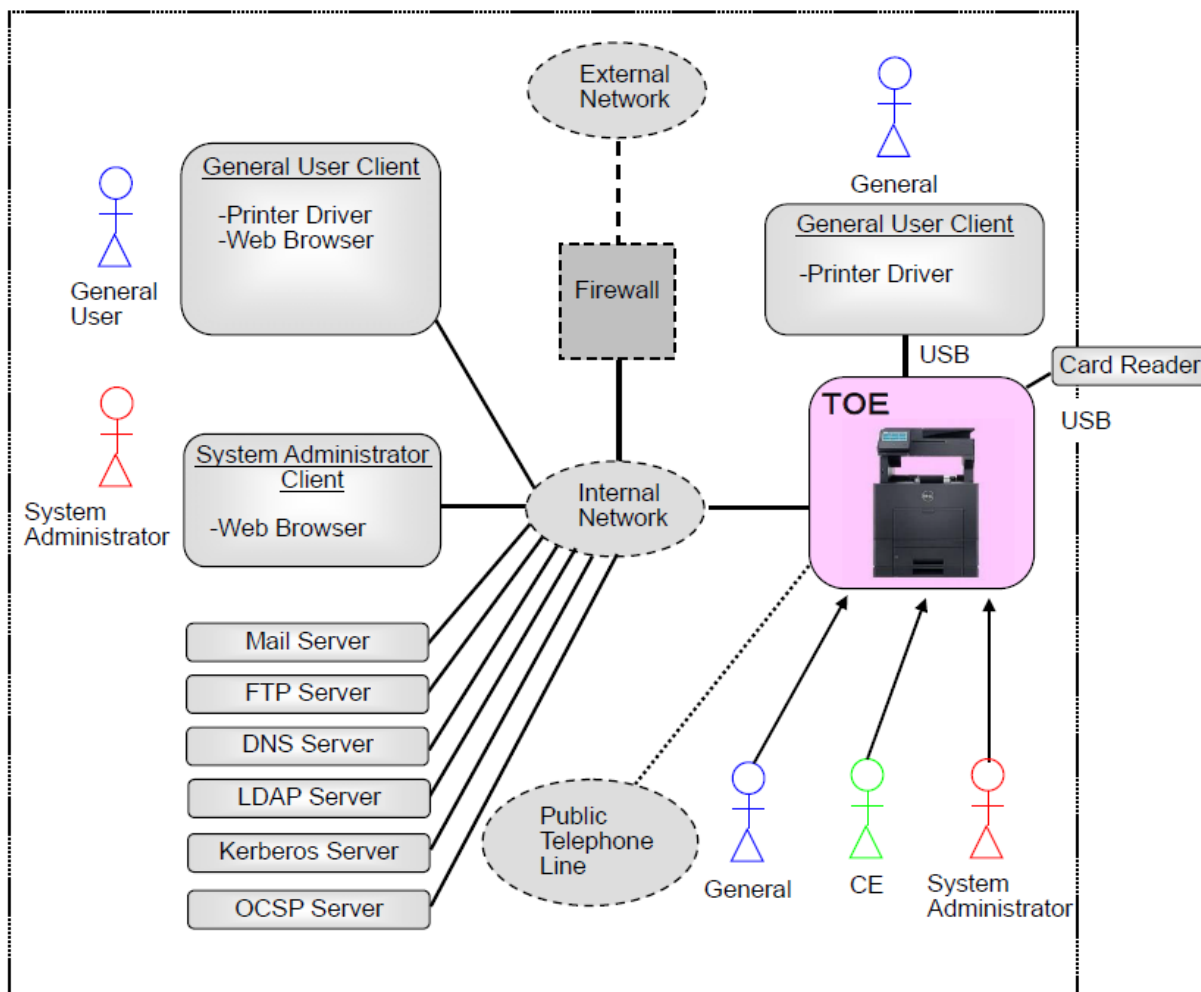 External
Network
General
General User Client
-Printer Driver
-Web Browser
General
User
General User Client
-Printer Driver
Firewall
USB
Card Reader
USB
TOE
System Administrator
Client
-Web Browser
System
Administrator
Internal
Network
Mail Server
FTP Server
DNS Server
LDAP Server
Kerberos Server
OCSP Server
Public
Telephone
Line
General
CE
System
Administrator